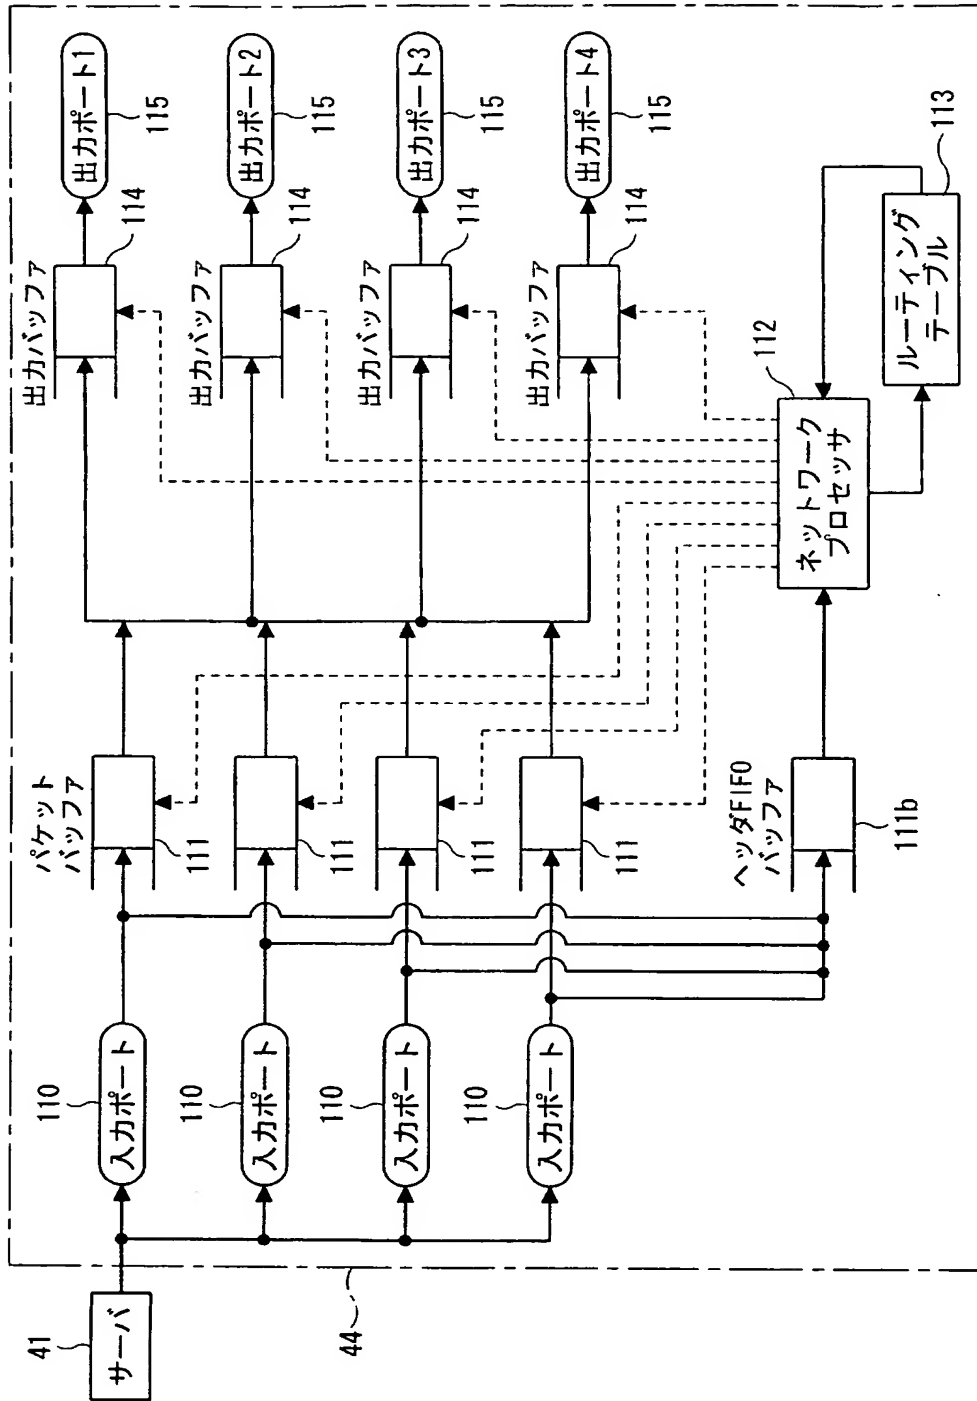 41
サーバ
44
110
入力ポート
110
入力ポート
110
入力ポート
110
入力ポート
パケット
バッファ
111
111
111
111
ヘッダFIFO
バッファ
111b
112
ネットワーク
プロセッサ
ルーティング
テーブル
113
出力バッファ
114
出力バッファ
114
出力バッファ
114
出力バッファ
114
出力ポート1
115
出力ポート2
115
出力ポート3
115
出力ポート4
115